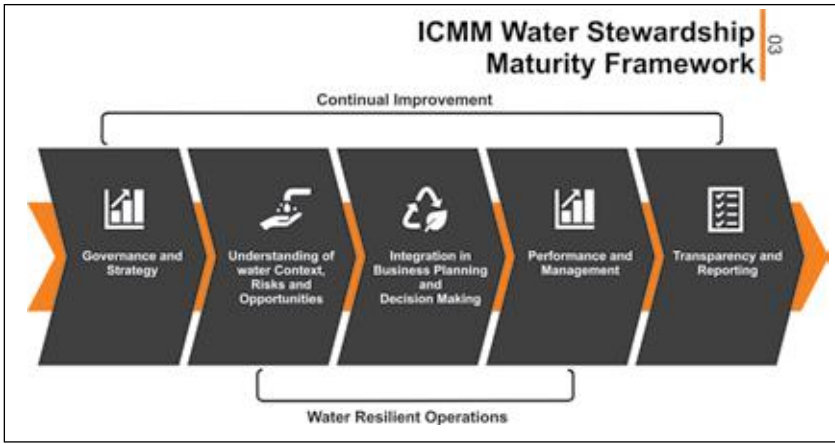 ICMM Water Stewardship
Maturity Framework
03
Continual Improvement
Governance and
Strategy
Understanding of
water Context,
Risks and
Opportunities
Integration in
Business Planning
and
Decision Making
Performance and
Management
Transparency and
Reporting
Water Resilient Operations